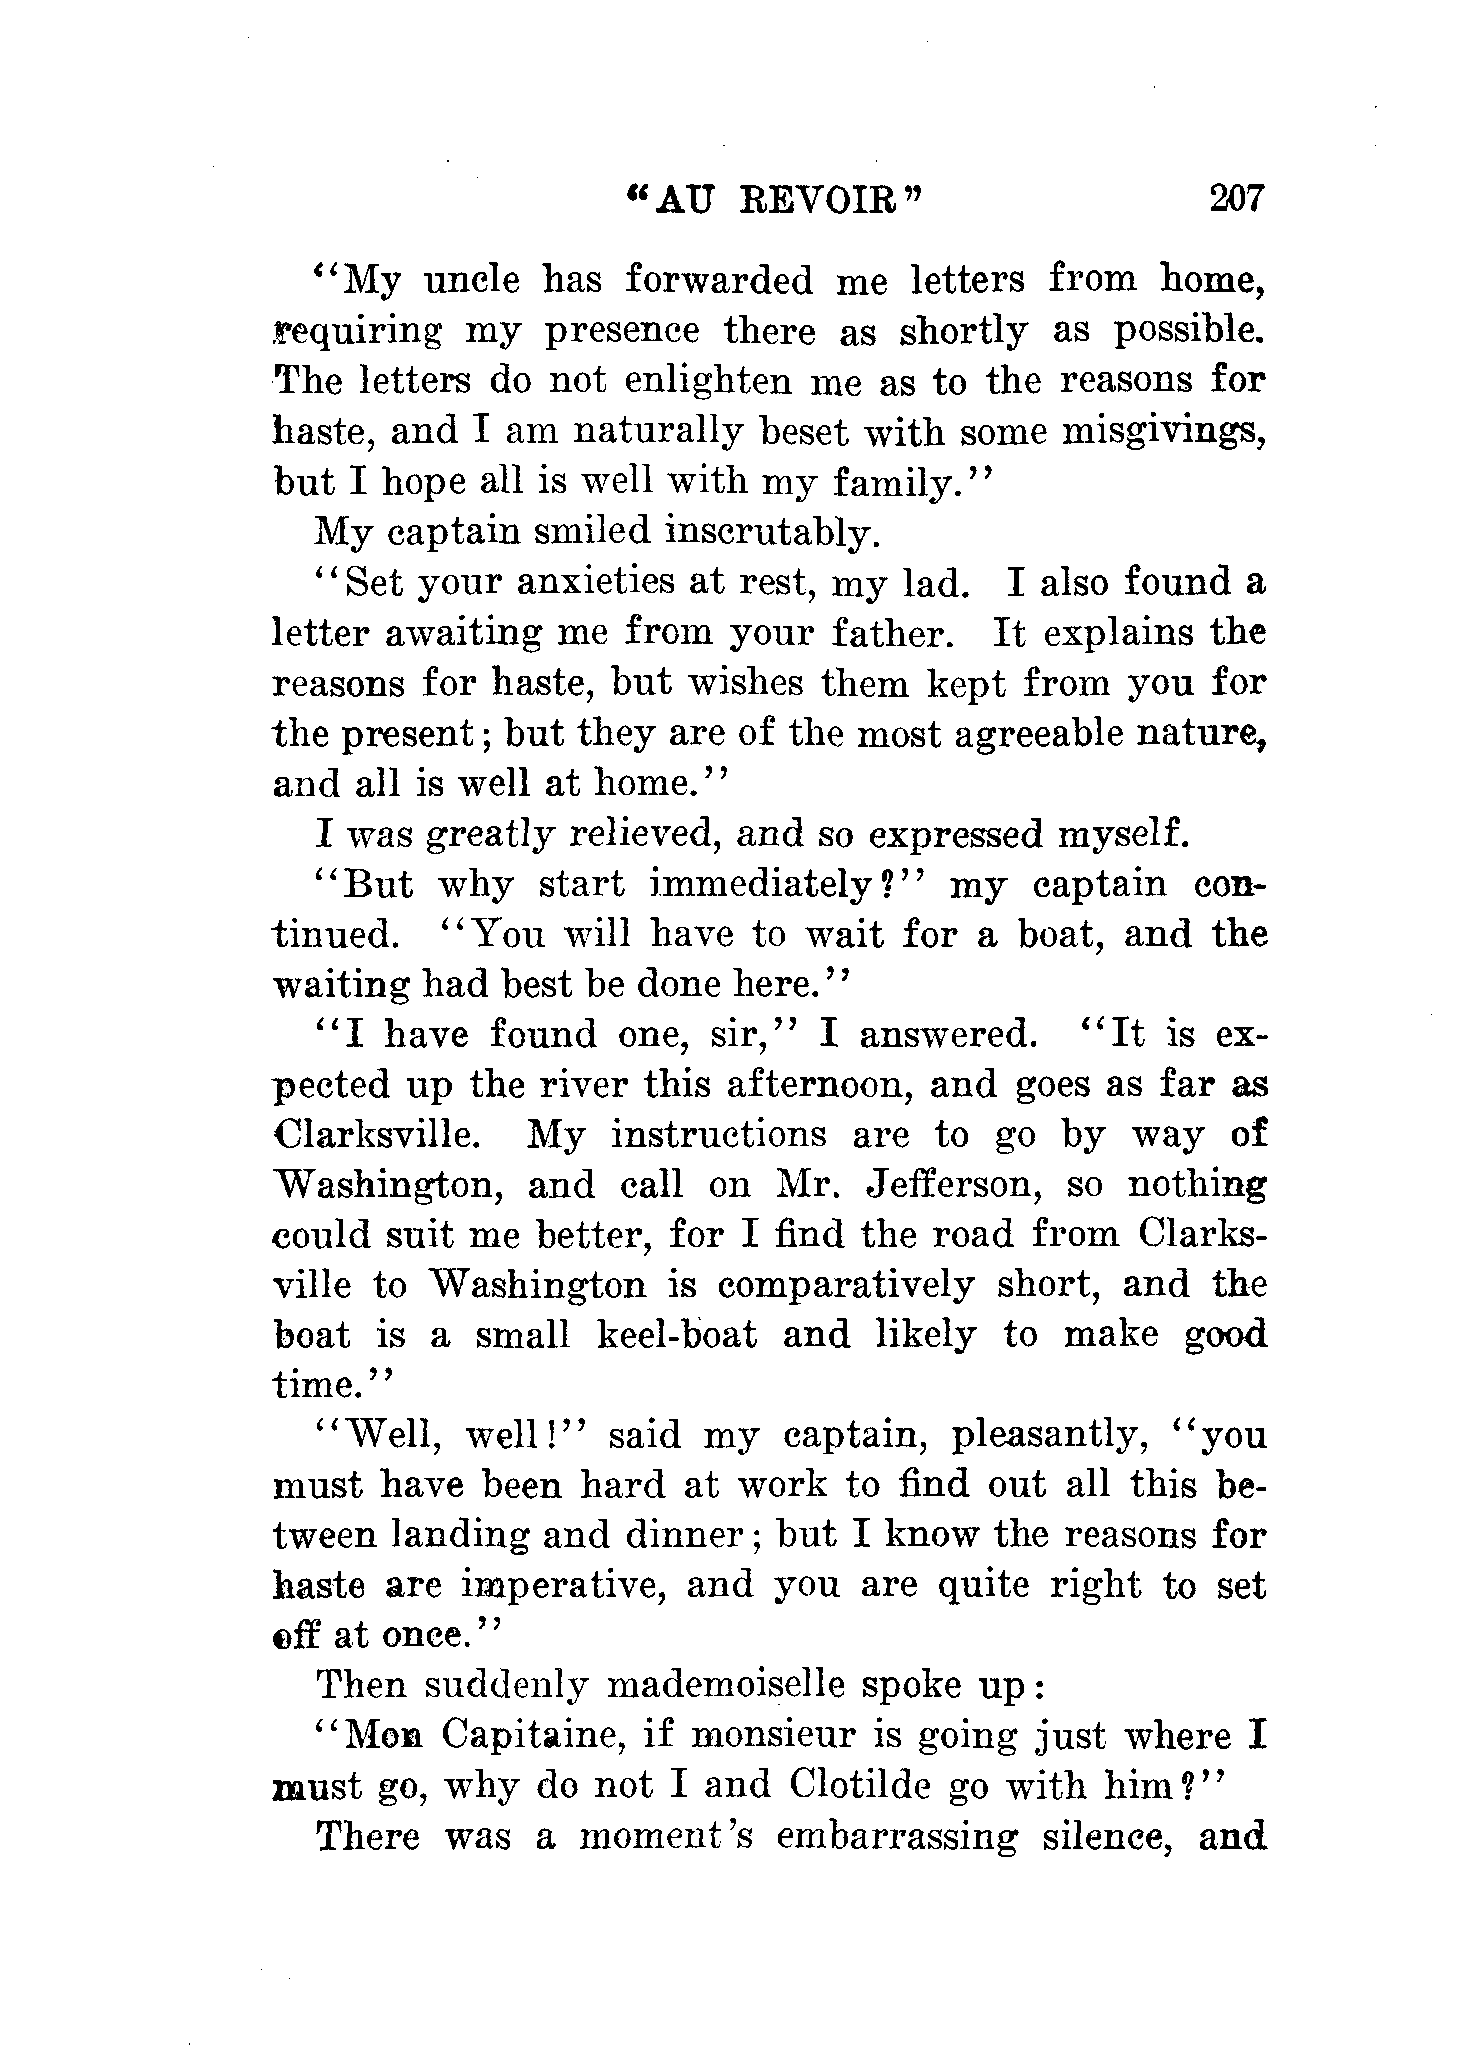 "AU REVOIR" 207
"My uncle has forwarded me letters from home,
requiring my presence there as shortly as possible.
The letters do not enlighten me as to the reasons for
haste, and I am naturally beset with some misgivings,
but I hope all is well with my family."
My captain smiled inscrutably.
"Set your anxieties at rest, my lad. I also found a
letter awaiting me from your father. It explains the
reasons for haste, but wishes them kept from you for
the present; but they are of the most agreeable nature,
and all is well at home."
I was greatly relieved, and so expressed myself.
"But why start immediately?" my captain con-
tinued. "You will have to wait for a boat, and the
waiting had best be done here."
"I have found one, sir," I answered. "It is ex-
pected up the river this afternoon, and goes as far as
Clarksville. My instructions are to go by way of
Washington, and call on Mr. Jefferson, so nothing
could suit me better, for I find the road from Clarks-
ville to Washington is comparatively short, and the
boat is a small keel-boat and likely to make good
time."
"Well, well!" said my captain, pleasantly, "you
must have been hard at work to find out all this be-
tween landing and dinner; but I know the reasons for
haste are imperative, and you are quite right to set
off at once."
Then suddenly mademoiselle spoke up:
"Mon Capitaine, if monsieur is going just where I
must go, why do not I and Clotilde go with him?"
There was a moment's embarrassing silence, and